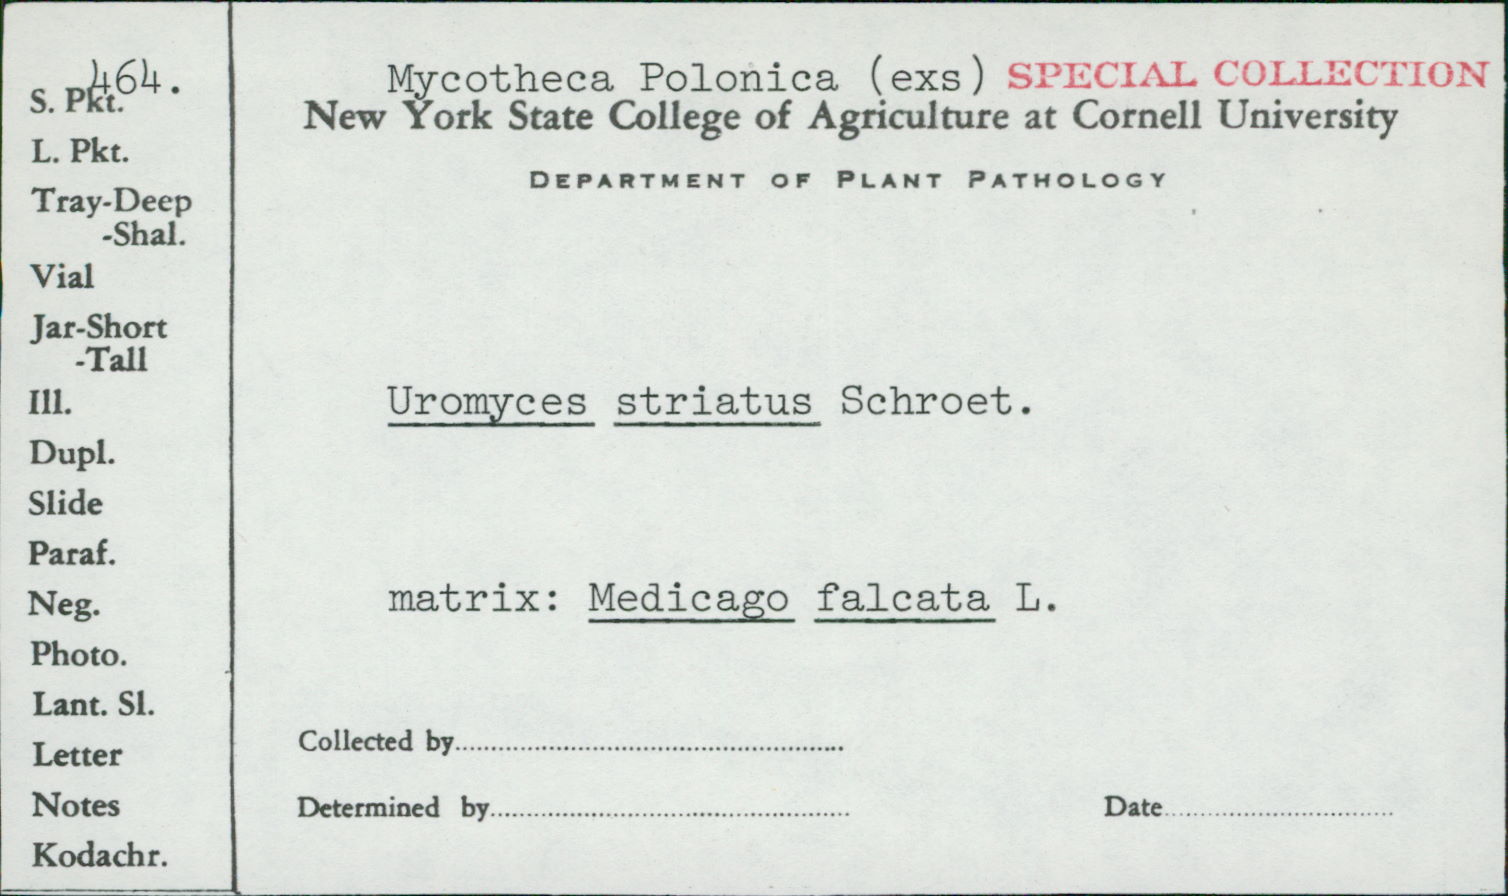 464.
S. Pkt.
L. Pkt.
Tray-Deep
-Shal.
Vial
Jar-Short
-Tall
Ill.
Dupl.
Slide
Paraf.
Neg.
Photo.
Lant. Sl.
Letter
Notes
Kodachr.
Mycotheca Polonica (exs) SPECIAL COLLECTION
New York State College of Agriculture at Cornell University
DEPARTMENT OF PLANT PATHOLOGY
Uromyces striatus Schroet.
matrix: Medicago falcata L.
Collected by
Determined by
Date